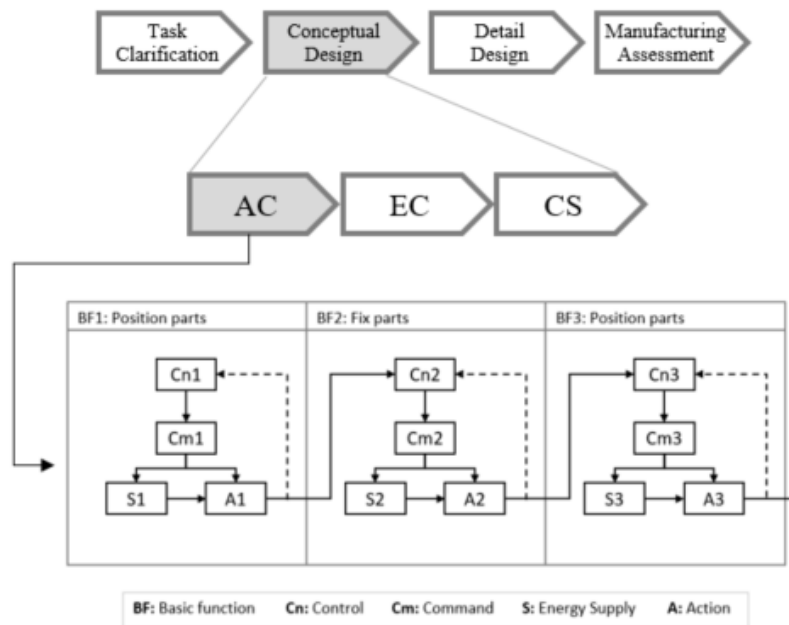 Task
Clarification
Conceptual
Design
Detail
Design
Manufacturing
Assessment
AC
EC
CS
BF1: Position parts
BF2: Fix parts
BF3: Position parts
Cn1
Cn2
Cn3
Cm1
Cm2
Cm3
S1
A1
S2
A2
S3
A3
BF: Basic function Cn: Control Cm: Command S: Energy Supply A: Action